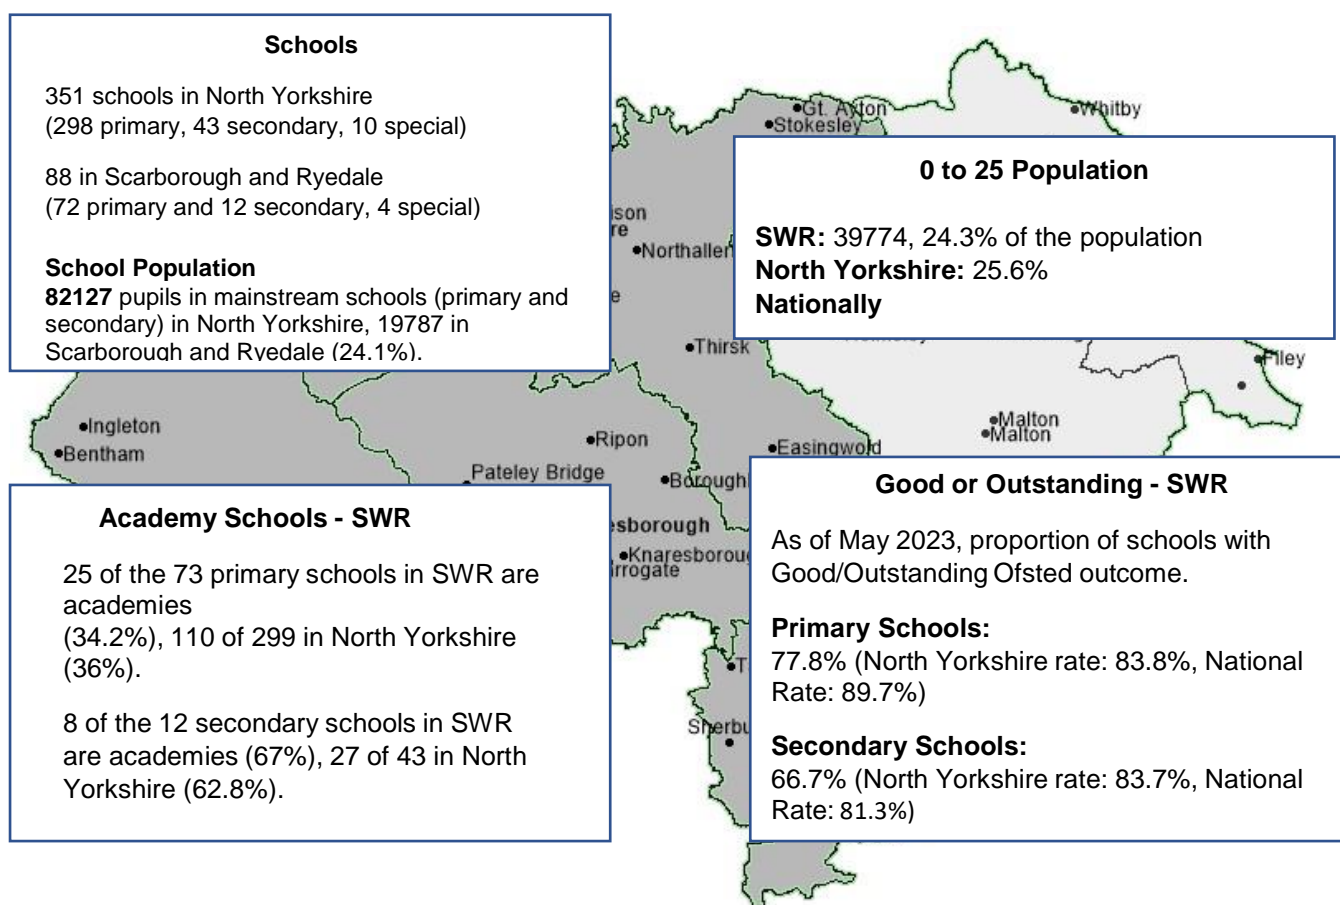 Schools
351 schools in North Yorkshire
(298 primary, 43 secondary, 10 special)
88 in Scarborough and Ryedale
(72 primary and 12 secondary, 4 special)
School Population
82127 pupils in mainstream schools (primary and
secondary) in North Yorkshire, 19787 in
Scarborough and Ryedale (24.1%).
Gt. Ayton
Stokesley
Whitby
0 to 25 Population
SWR: 39774, 24.3% of the population
North Yorkshire: 25.6%
Nationally
ison
re
Northaller
e
Thirsk
Filey
Malton
Malton
Ingleton
Bentham
Ripon
Easingwold
Pateley Bridge
Borough
esborough
Knaresboroug
rrogate
Sherbu
Academy Schools - SWR
25 of the 73 primary schools in SWR are
academies
(34.2%), 110 of 299 in North Yorkshire
(36%).
8 of the 12 secondary schools in SWR
are academies (67%), 27 of 43 in North
Yorkshire (62.8%).
Good or Outstanding - SWR
As of May 2023, proportion of schools with
Good/Outstanding Ofsted outcome.
Primary Schools:
77.8% (North Yorkshire rate: 83.8%, National
Rate: 89.7%)
Secondary Schools:
66.7% (North Yorkshire rate: 83.7%, National
Rate: 81.3%)